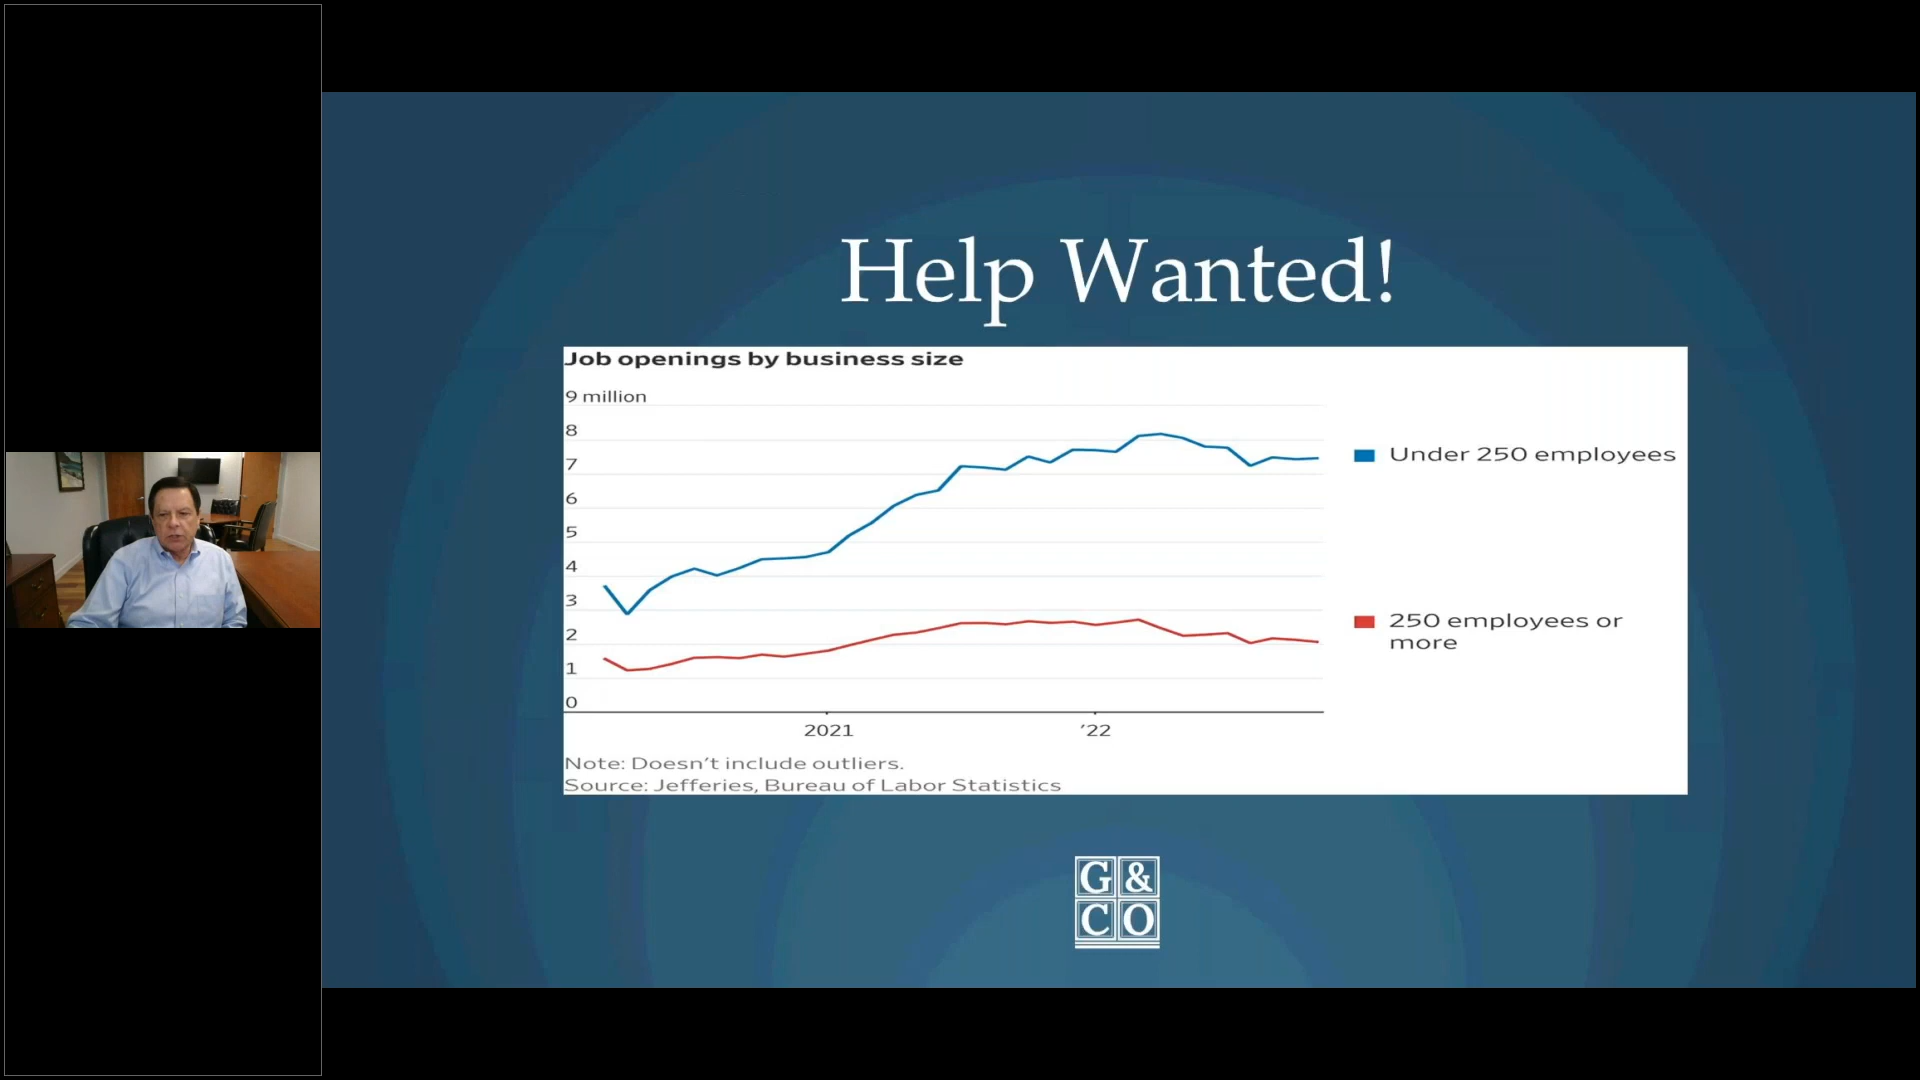 Help Wanted!
Job openings by business size
9 million
8
7
6
5
4
3
2
1
0
2021
’22
Under 250 employees
250 employees or
more
Note: Doesn’t include outliers.
Source: Jefferies, Bureau of Labor Statistics
G&
CO